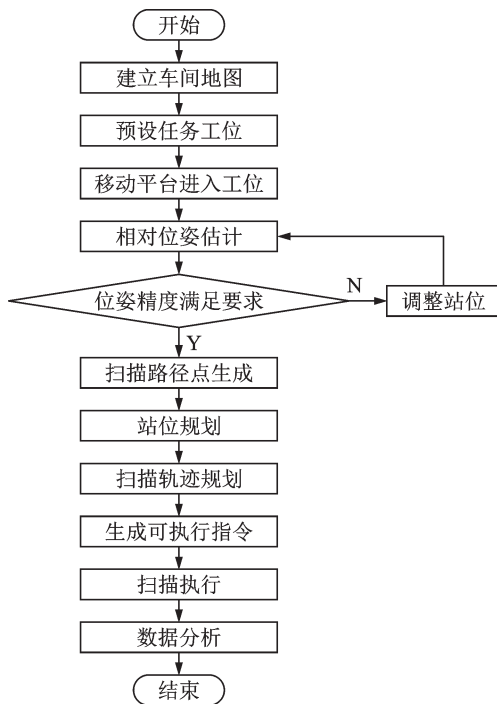 开始
建立车间地图
预设任务工位
移动平台进入工位
相对位姿估计
位姿精度满足要求
N
调整站位
Y
扫描路径点生成
站位规划
扫描轨迹规划
生成可执行指令
扫描执行
数据分析
结束